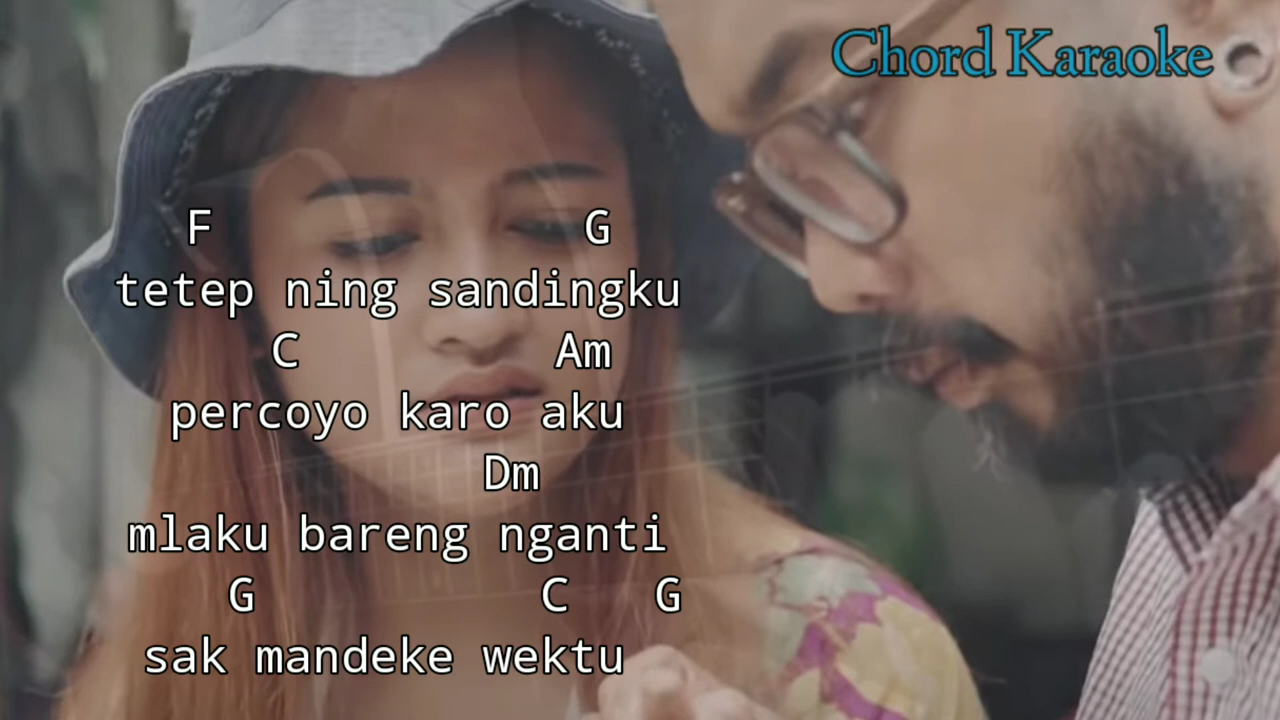 Chord Karaoke
F G
tetep ning sandingku
C Am
percoyo karo aku
Dm
mlaku bareng nganti
G C G
sak mandeke wektu